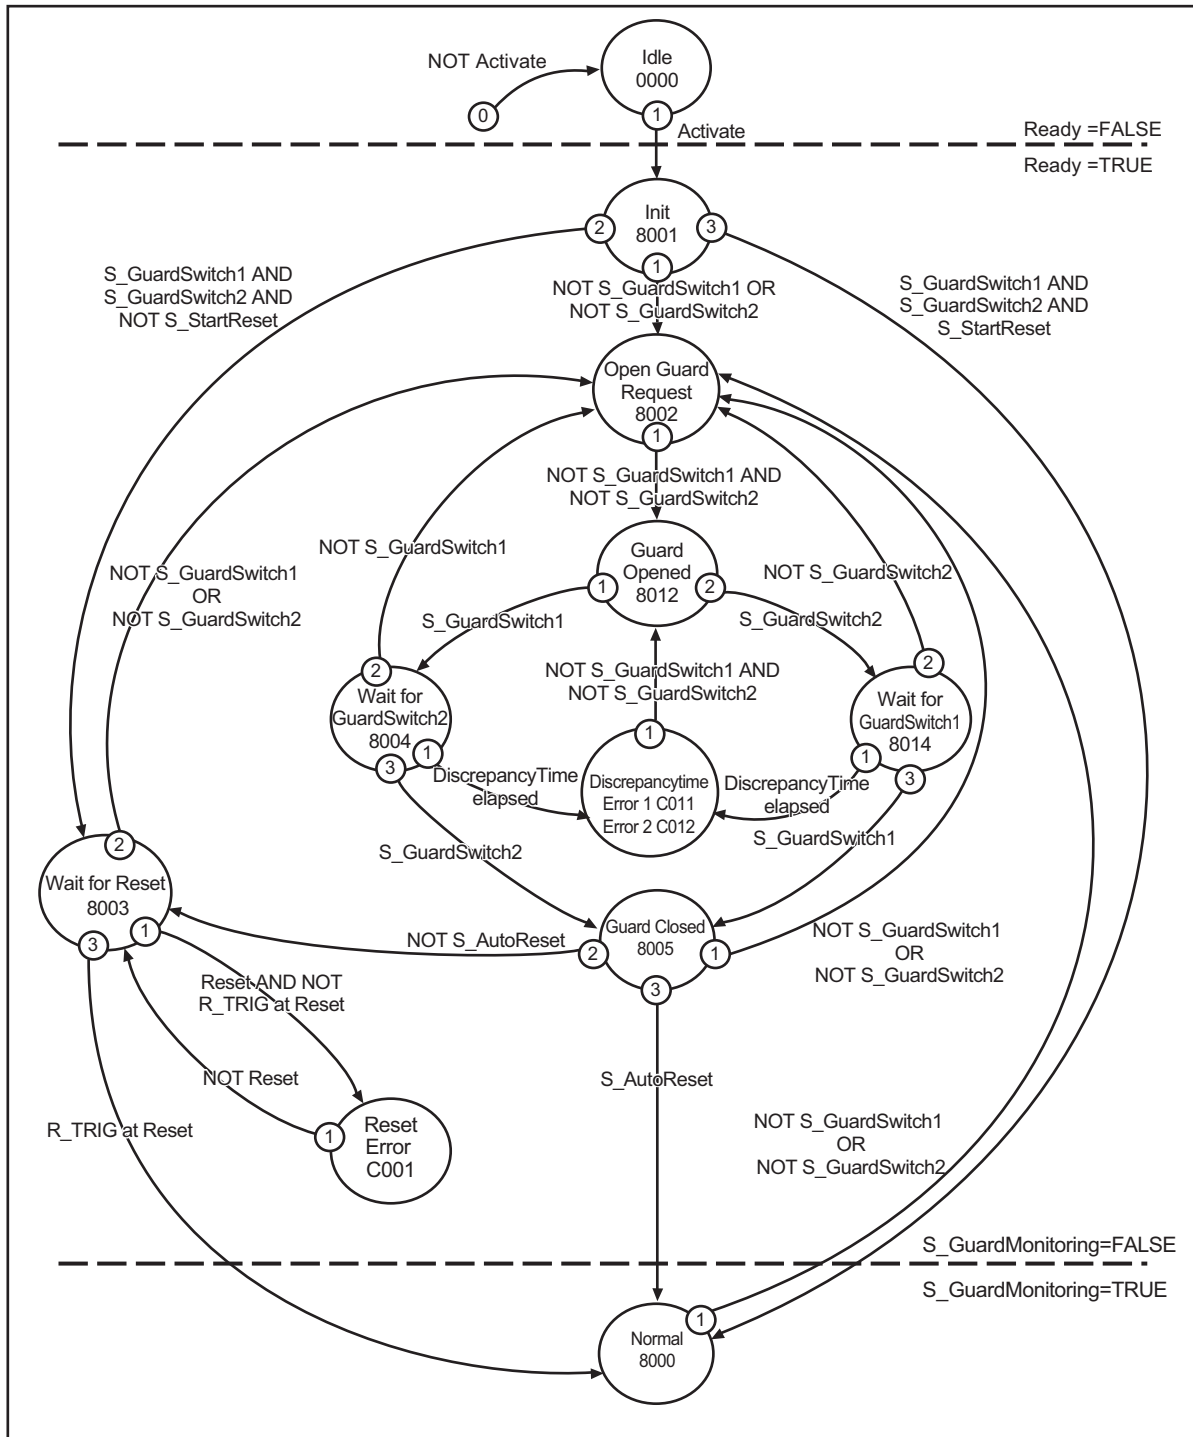 NOT Activate
0
Idle
0000
1
Activate
Ready =FALSE
Ready =TRUE
Init
8001
2
3
1
S_GuardSwitch1 AND
S_GuardSwitch2 AND
NOT S_StartReset
NOT S_GuardSwitch1 OR
NOT S_GuardSwitch2
S_GuardSwitch1 AND
S_GuardSwitch2 AND
S_StartReset
Open Guard
Request
8002
1
NOT S_GuardSwitch1 AND
NOT S_GuardSwitch2
NOT S_GuardSwitch1
Guard
Opened
8012
1
2
NOT S_GuardSwitch2
NOT S_GuardSwitch1
OR
NOT S_GuardSwitch2
S_GuardSwitch1
S_GuardSwitch2
2
Wait for
GuardSwitch2
8004
1
3
NOT S_GuardSwitch1 AND
NOT S_GuardSwitch2
2
Wait for
GuardSwitch1
8014
1
3
DiscrepancyTime
elapsed
1
Discrepancytime
Error 1 C011
Error 2 C012
DiscrepancyTime
elapsed
S_GuardSwitch2
S_GuardSwitch1
2
Wait for Reset
8003
1
3
NOT S_AutoReset
Guard Closed
8005
2
1
3
NOT S_GuardSwitch1
OR
NOT S_GuardSwitch2
Reset AND NOT
R_TRIG at Reset
NOT Reset
S_AutoReset
R_TRIG at Reset
1
Reset
Error
C001
NOT S_GuardSwitch1
OR
NOT S_GuardSwitch2
S_GuardMonitoring=FALSE
S_GuardMonitoring=TRUE
1
Normal
8000